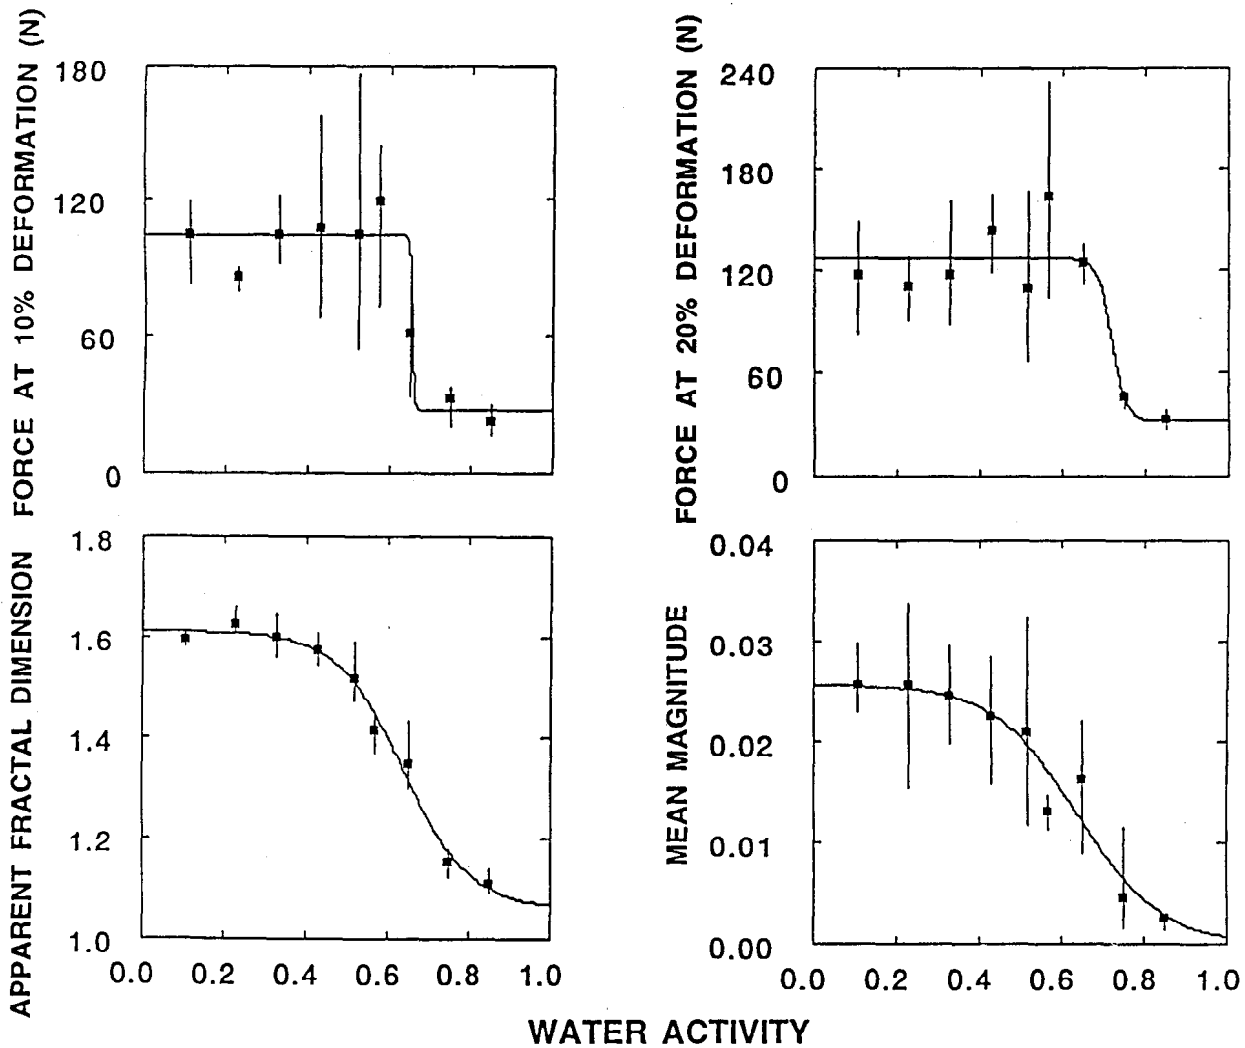 FORCE AT 10% DEFORMATION (N)
180
120
60
0
FORCE AT 20% DEFORMATION (N)
240
180
120
60
0
APPARENT FRACTAL DIMENSION
1.8
1.6
1.4
1.2
1.0
0.0 0.2 0.4 0.6 0.8 1.0
MEAN MAGNITUDE
0.04
0.03
0.02
0.01
0.00
0.0 0.2 0.4 0.6 0.8 1.0
WATER ACTIVITY